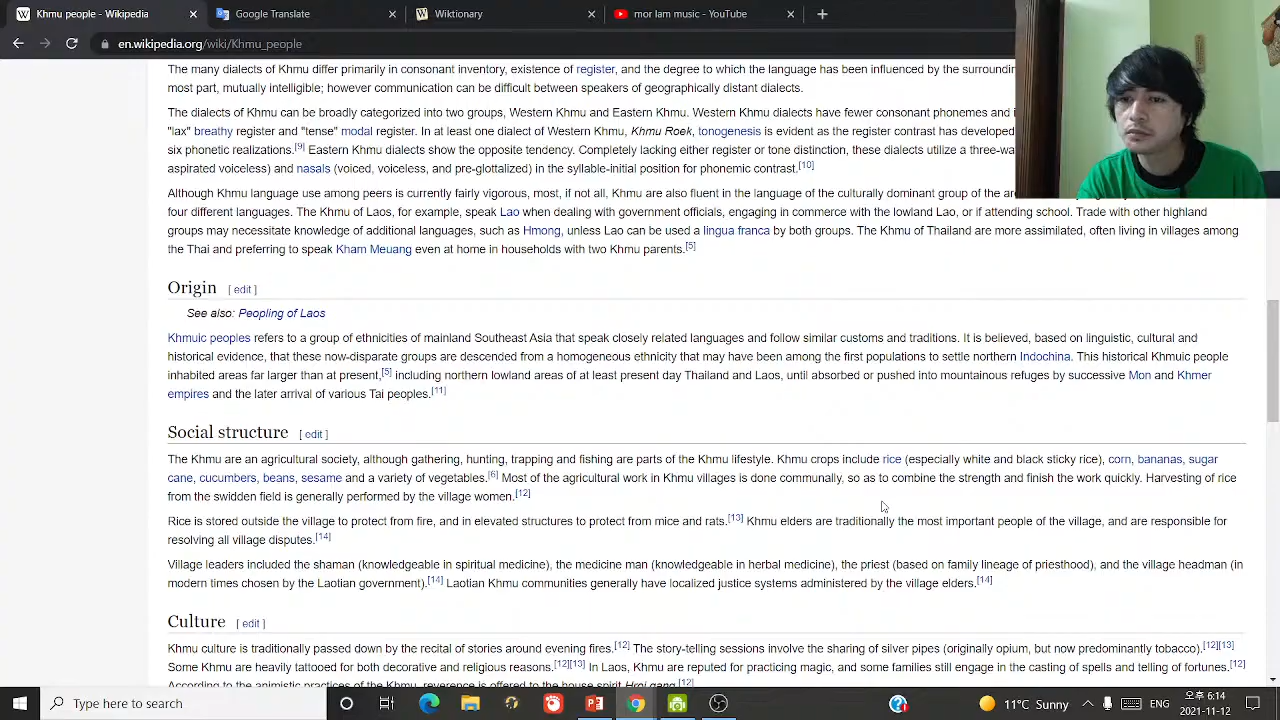 Khmu people - Wikipedia
Google Translate
Wiktionary
mor lam music - YouTube
en.wikipedia.org/wiki/Khmu_people
The many dialects of Khmu differ primarily in consonant inventory, existence of register, and the degree to which the language has been influenced by the surroundin
most part, mutually intelligible; however communication can be difficult between speakers of geographically distant dialects.
The dialects of Khmu can be broadly categorized into two groups, Western Khmu and Eastern Khmu. Western Khmu dialects have fewer consonant phonemes and i
"lax" breathy register and "tense" modal register. In at least one dialect of Western Khmu, Khmu Roek, tonogenesis is evident as the register contrast has developed
six phonetic realizations.[9] Eastern Khmu dialects show the opposite tendency. Completely lacking either register or tone distinction, these dialects utilize a three-wa
aspirated voiceless) and nasals (voiced, voiceless, and pre-glottalized) in the syllable-initial position for phonemic contrast.[10]
Although Khmu language use among peers is currently fairly vigorous, most, if not all, Khmu are also fluent in the language of the culturally dominant group of the
four different languages. The Khmu of Laos, for example, speak Lao when dealing with government officials, engaging in commerce with the lowland Lao, or if attending school. Trade with other highland
groups may necessitate knowledge of additional languages, such as Hmong, unless Lao can be used a lingua franca by both groups. The Khmu of Thailand are more assimilated, often living in villages among
the Thai and preferring to speak Kham Meuang even at home in households with two Khmu parents.[5]
Origin [ edit ]
See also: Peopling of Laos
Khmuic peoples refers to a group of ethnicities of mainland Southeast Asia that speak closely related languages and follow similar customs and traditions. It is believed, based on linguistic, cultural and
historical evidence, that these now-disparate groups are descended from a homogeneous ethnicity that may have been among the first populations to settle northern Indochina. This historical Khmuic people
inhabited areas far larger than at present,[5] including northern lowland areas of at least present day Thailand and Laos, until absorbed or pushed into mountainous refuges by successive Mon and Khmer
empires and the later arrival of various Tai peoples.[11]
Social structure [ edit ]
The Khmu are an agricultural society, although gathering, hunting, trapping and fishing are parts of the Khmu lifestyle. Khmu crops include rice (especially white and black sticky rice), corn, bananas, sugar
cane, cucumbers, beans, sesame and a variety of vegetables.[6] Most of the agricultural work in Khmu villages is done communally, so as to combine the strength and finish the work quickly. Harvesting of rice
from the swidden field is generally performed by the village women.[12]
Rice is stored outside the village to protect from fire, and in elevated structures to protect from mice and rats.[13] Khmu elders are traditionally the most important people of the village, and are responsible for
resolving all village disputes.[14]
Village leaders included the shaman (knowledgeable in spiritual medicine), the medicine man (knowledgeable in herbal medicine), the priest (based on family lineage of priesthood), and the village headman (in
modern times chosen by the Laotian government).[14] Laotian Khmu communities generally have localized justice systems administered by the village elders.[14]
Culture [ edit ]
Khmu culture is traditionally passed down by the recital of stories around evening fires.[12] The story-telling sessions involve the sharing of silver pipes (originally opium, but now predominantly tobacco).[12][13]
Some Khmu are heavily tattooed for both decorative and religious reasons.[12][13] In Laos, Khmu are reputed for practicing magic, and some families still engage in the casting of spells and telling of fortunes.[12]
According to the animistic practices of the Khmu, reverence is offered to the house spirit Hroi gang.[12]
Type here to search
11°C Sunny
ENG
오후 6:14
2021-11-12